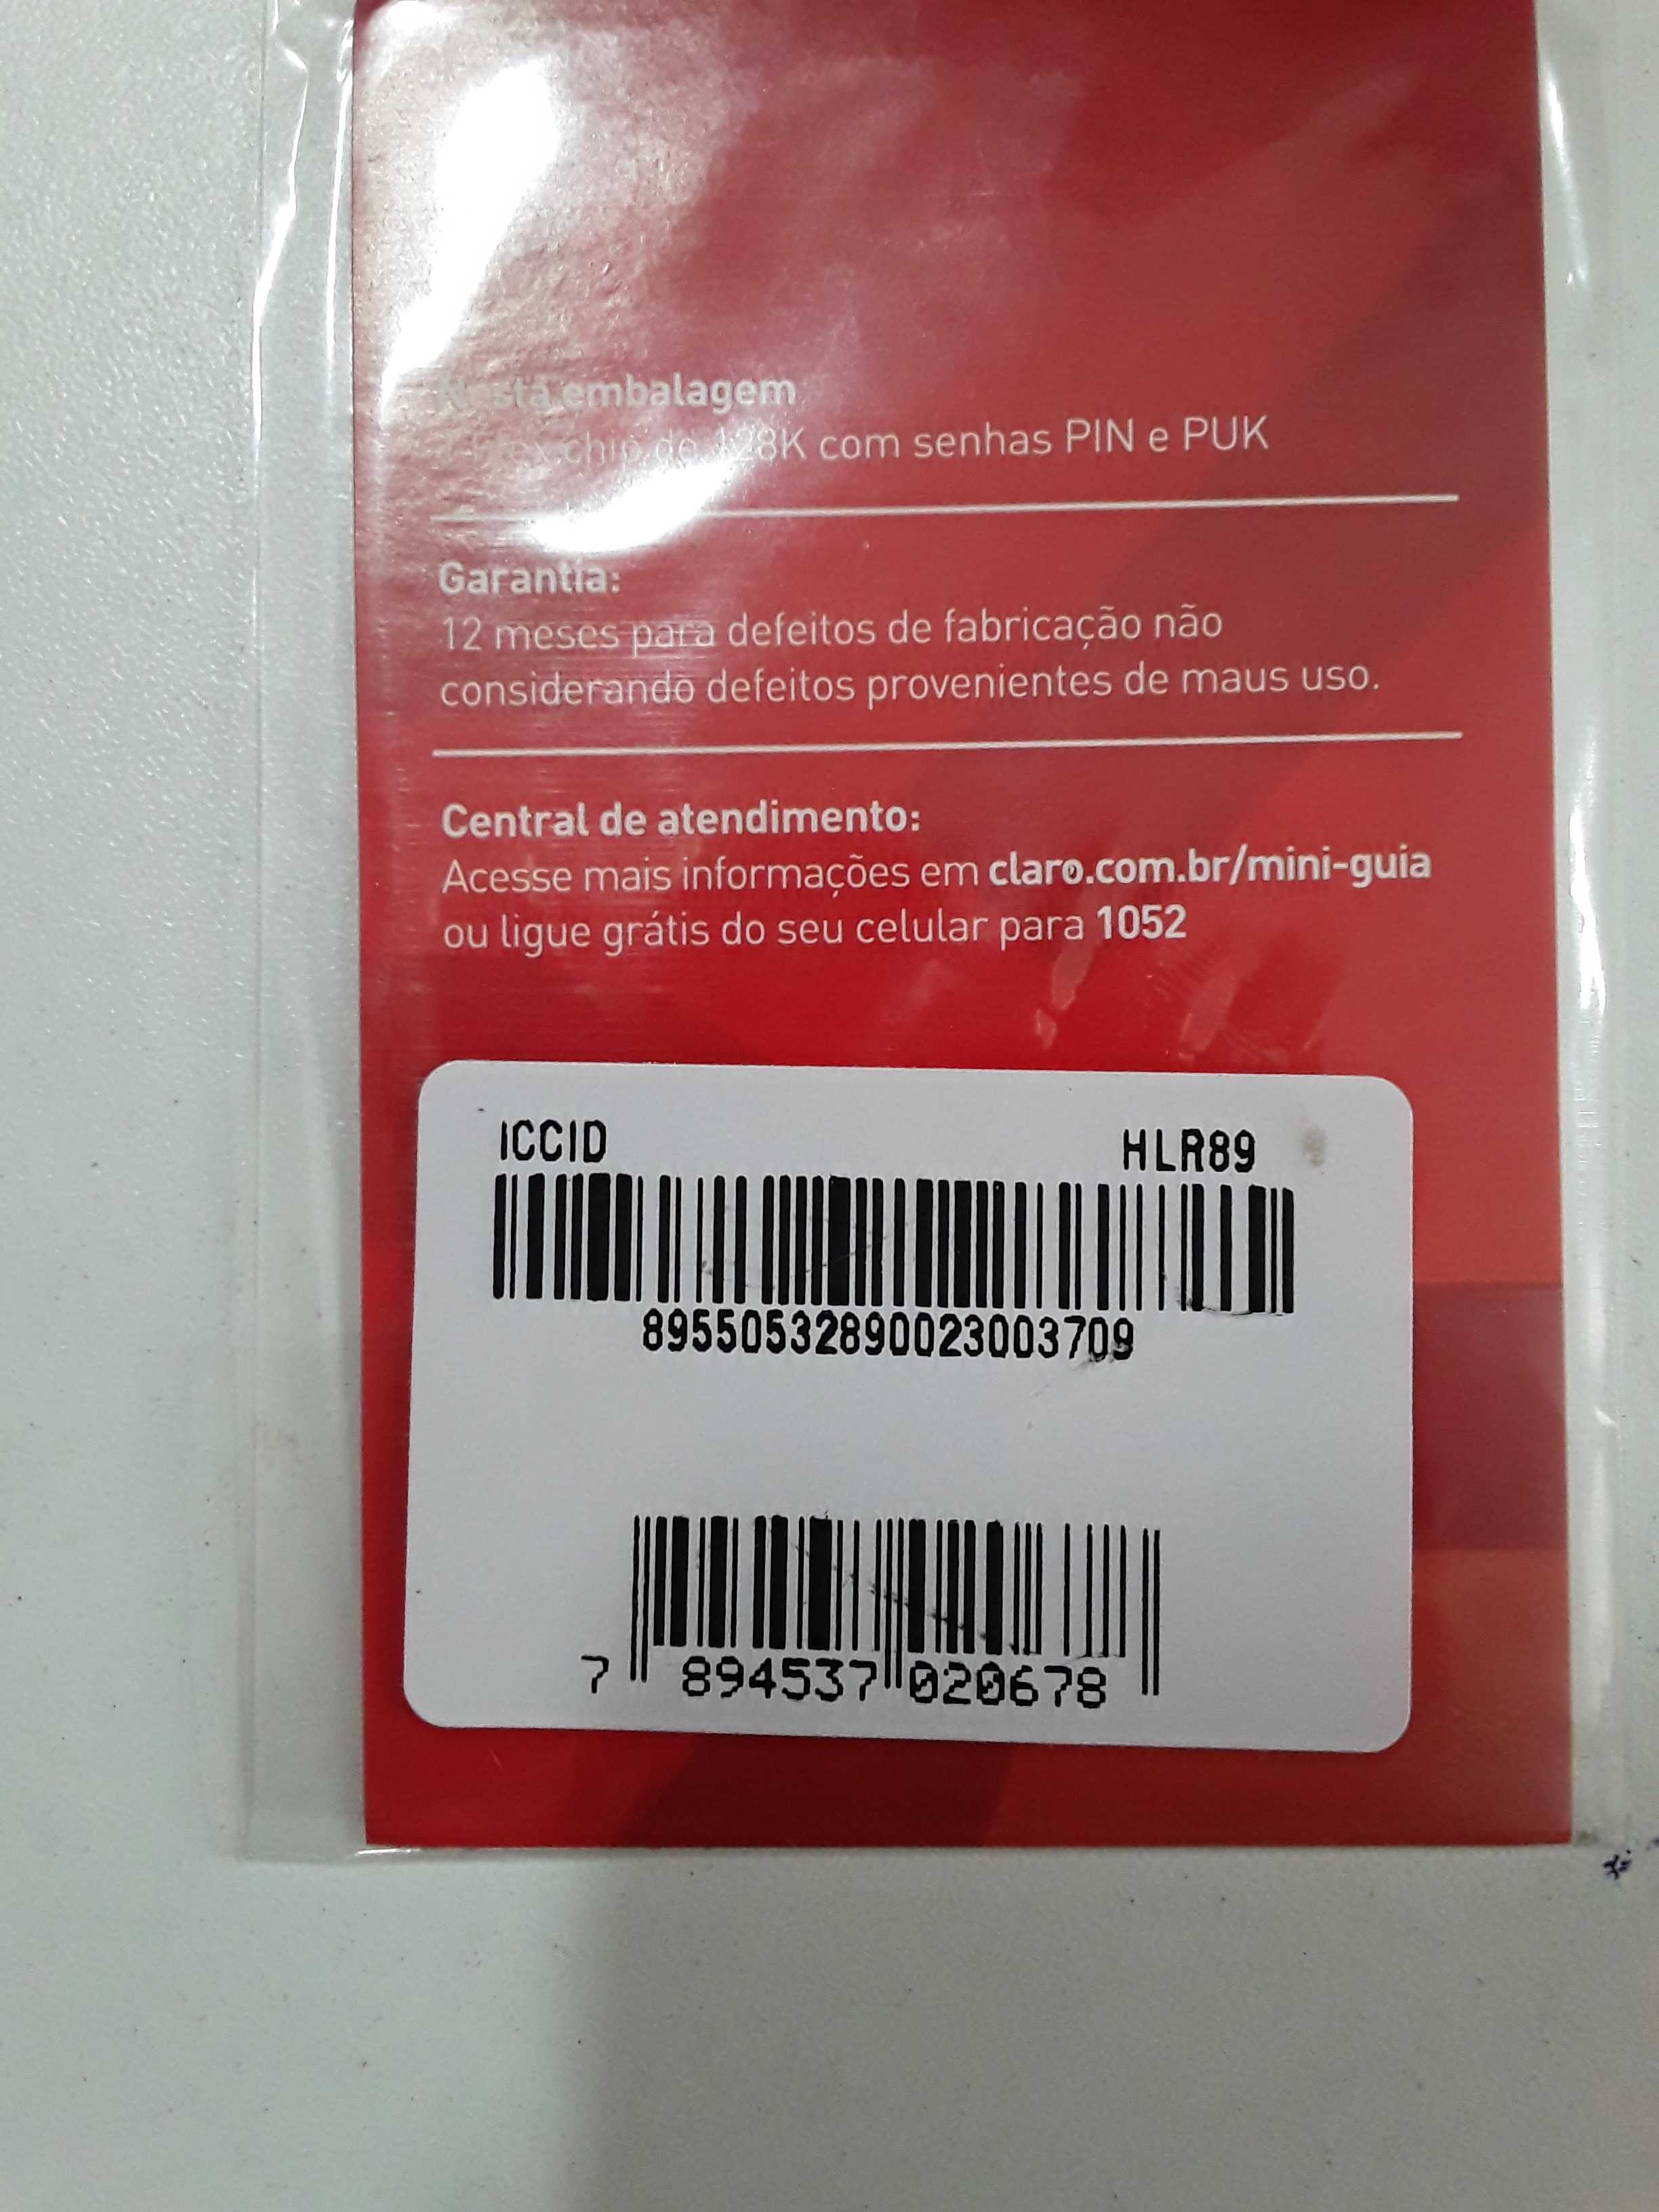 Nesta embalagem
chip de 128K com senhas PIN e PUK
Garantia:
12 meses para defeitos de fabricação não
considerando defeitos provenientes de maus uso.
Central de atendimento:
Acesse mais informações em claro.com.br/mini-guia
ou ligue grátis do seu celular para 1052
ICCID HLR89
89550532890023003709
7 894537 020678